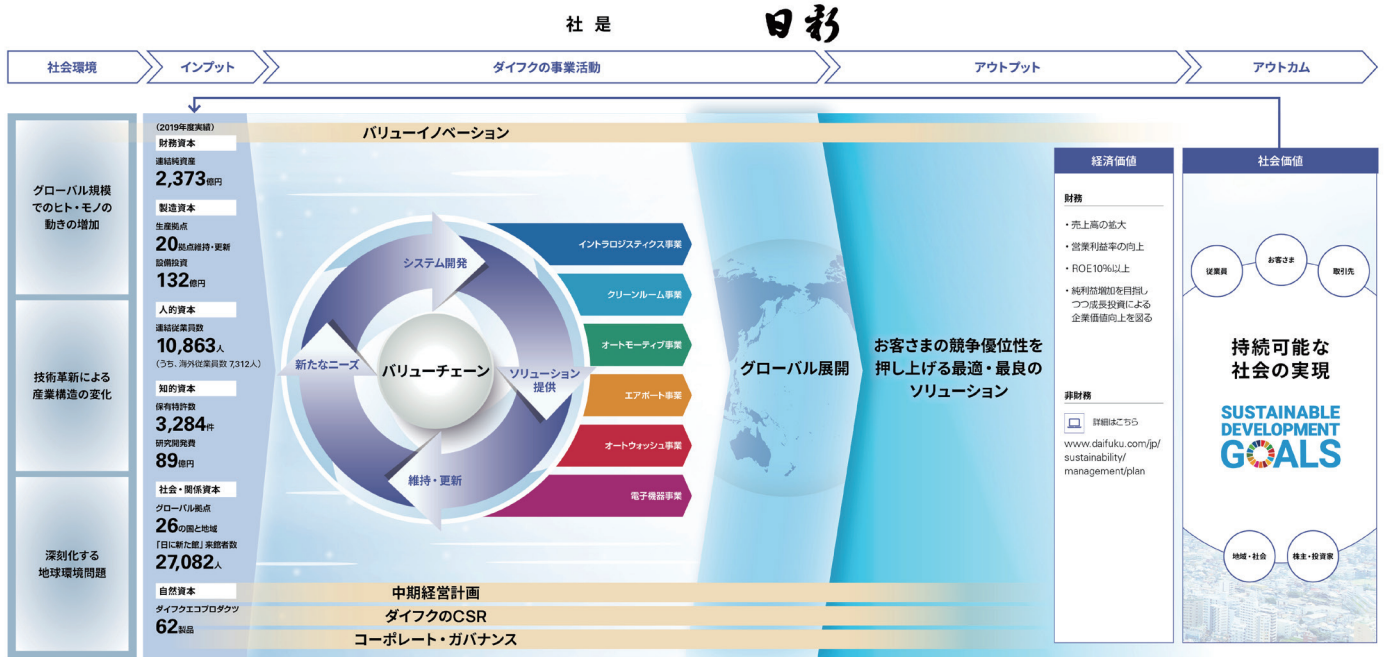 社是
日新
社会環境
インプット
ダイフクの事業活動
アウトプット
アウトカム
グローバル規模
でのヒト・モノの
動きの増加
技術革新による
産業構造の変化
深刻化する
地球環境問題
（2019年度実績）
財務資本
連結純資産
2,373億円
製造資本
生産拠点
20拠点維持・更新
設備投資
132億円
人的資本
連結従業員数
10,863人
（うち、海外従業員数 7,312人）
知的資本
保有特許数
3,284件
研究開発費
89億円
社会・関係資本
グローバル拠点
26の国と地域
「日に新た館」来館者数
27,082人
自然資本
ダイフクエコプロダクツ
62製品
バリューイノベーション
システム開発
新たなニーズ
バリューチェーン
ソリューション
提供
維持・更新
イントラロジスティクス事業
クリーンルーム事業
オートモーティブ事業
エアポート事業
オートウォッシュ事業
電子機器事業
グローバル展開
お客さまの競争優位性を
押し上げる最適・最良の
ソリューション
中期経営計画
ダイフクのCSR
コーポレート・ガバナンス
経済価値
財務
・売上高の拡大
・営業利益率の向上
・ROE10％以上
・純利益増加を目指し
つつ成長投資による
企業価値向上を図る
非財務
詳細はこちら
www.daifuku.com/jp/
sustainability/
management/plan
社会価値
従業員
お客さま
取引先
持続可能な
社会の実現
SUSTAINABLE
DEVELOPMENT
GOALS
地域・社会
株主・投資家